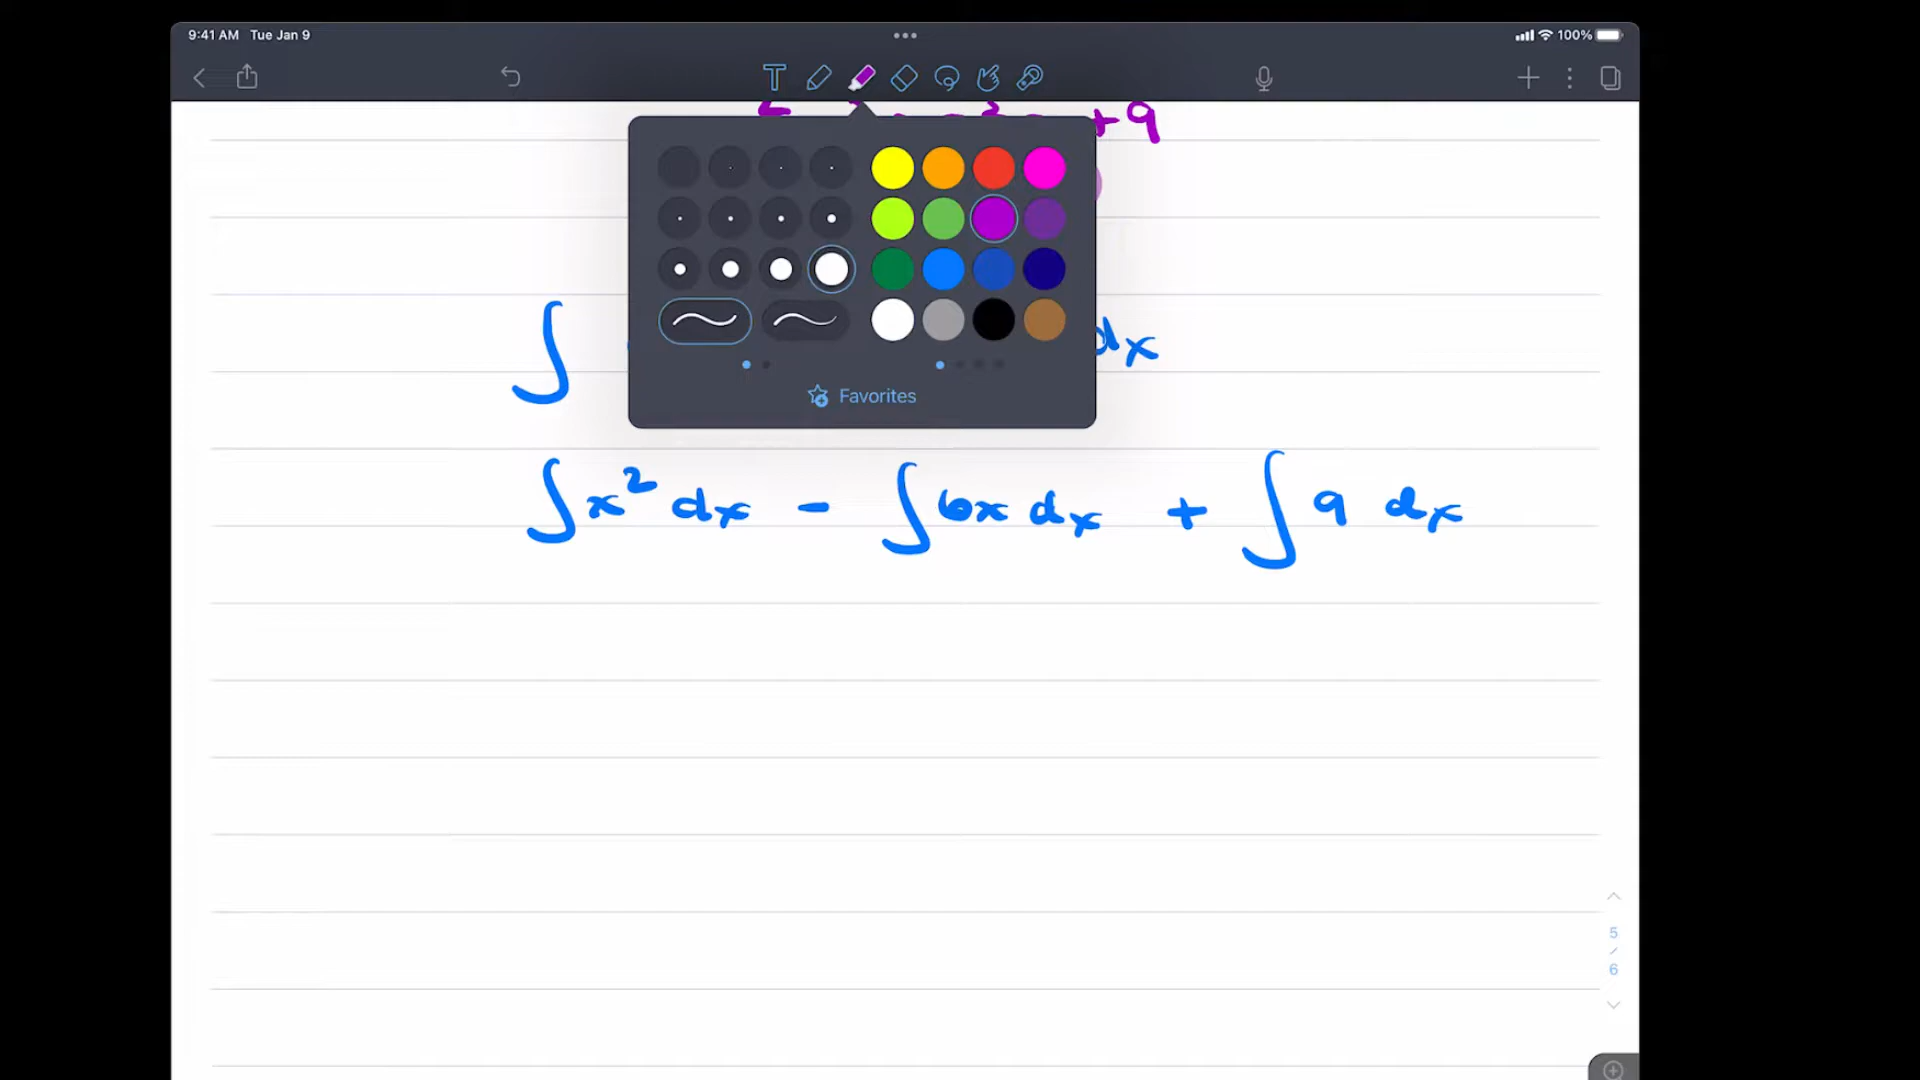 9:41 AM Tue Jan 9 100%
T
+9
∫ dx
Favorites
∫x² dx - ∫6x dx + ∫9 dx
5
/
6